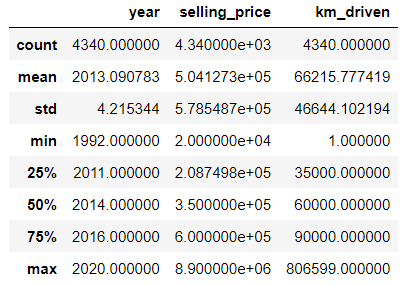 year selling_price km_driven
count 4340.000000 4.340000e+03 4340.000000
mean 2013.090783 5.041273e+05 66215.777419
std 4.215344 5.785487e+05 46644.102194
min 1992.000000 2.000000e+04 1.000000
25% 2011.000000 2.087498e+05 35000.000000
50% 2014.000000 3.500000e+05 60000.000000
75% 2016.000000 6.000000e+05 90000.000000
max 2020.000000 8.900000e+06 806599.000000